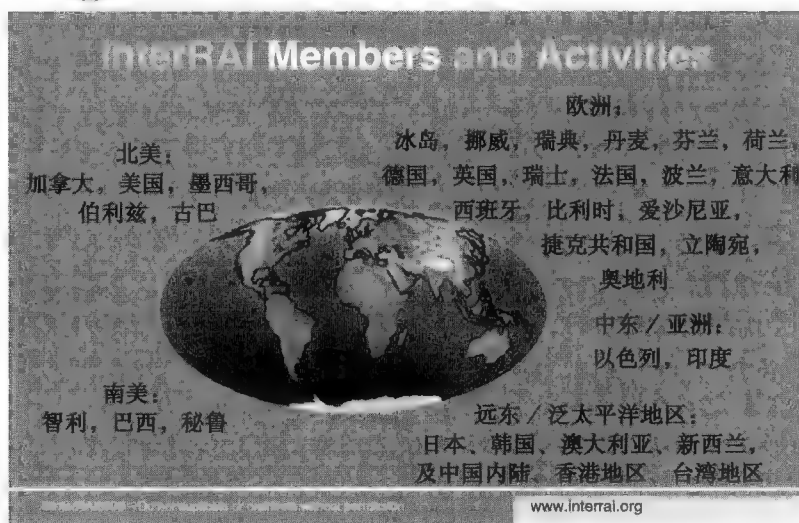 InterRAI Members and Activities
北美：
加拿大，美国，墨西哥，
伯利兹，古巴
欧洲：
冰岛，挪威，瑞典，丹麦，芬兰，荷兰
德国，英国，瑞士，法国，波兰，意大利
西班牙，比利时，爱沙尼亚，
捷克共和国，立陶宛，
奥地利
中东／亚洲：
以色列，印度
南美：
智利，巴西，秘鲁
远东／泛太平洋地区：
日本、韩国、澳大利亚、新西兰，
及中国内陆、香港地区、台湾地区
www.interrai.org